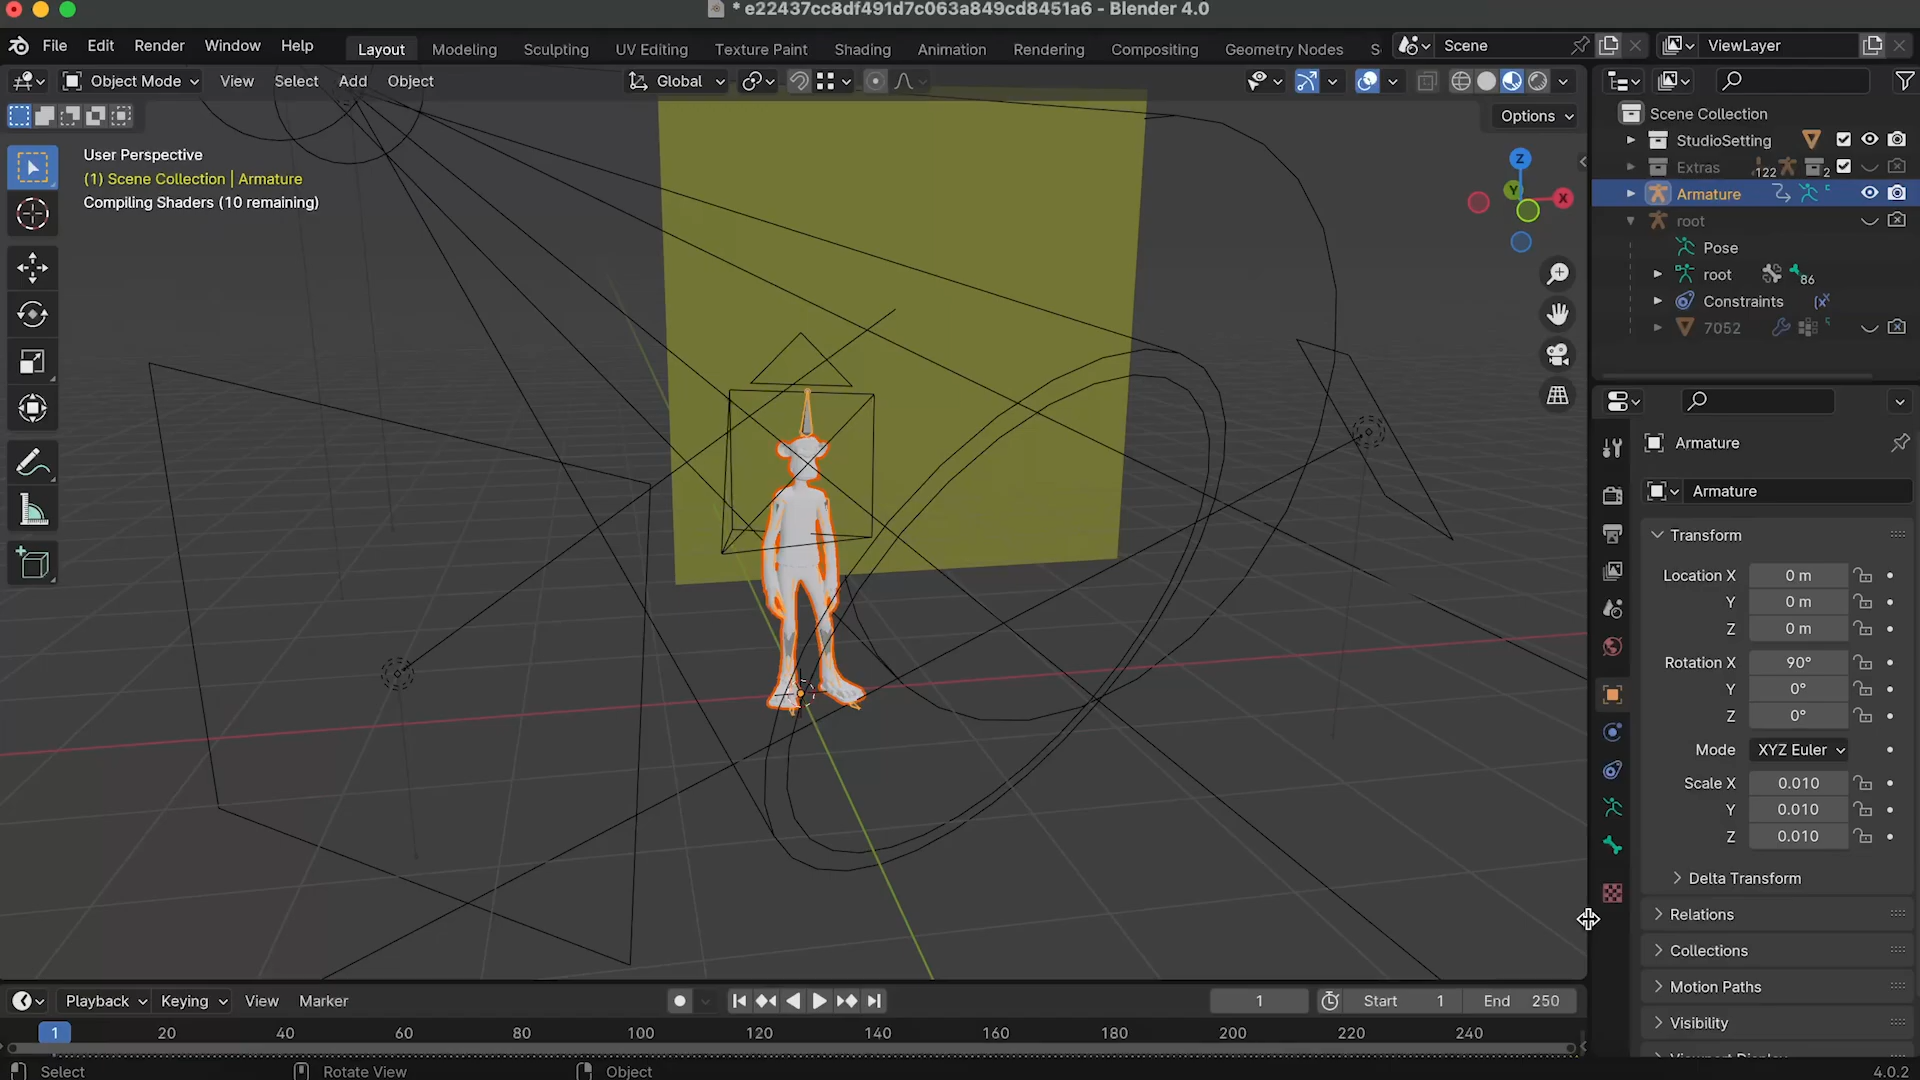 * e22437cc8df491d7c063a849cd8451a6 - Blender 4.0
File Edit Render Window Help Layout Modeling Sculpting UV Editing Texture Paint Shading Animation Rendering Compositing Geometry Nodes Scene ViewLayer
Object Mode View Select Add Object Global
Options
User Perspective
(1) Scene Collection | Armature
Compiling Shaders (10 remaining)
Z
Y
X
Scene Collection
StudioSetting
Extras 122 2
Armature
root
Pose
root 86
Constraints
7052
Armature
Armature
Transform
Location X 0 m
Y 0 m
Z 0 m
Rotation X 90°
Y 0°
Z 0°
Mode XYZ Euler
Scale X 0.010
Y 0.010
Z 0.010
Delta Transform
Relations
Collections
Motion Paths
Visibility
Viewport Display
Playback Keying View Marker 1 Start 1 End 250
1 20 40 60 80 100 120 140 160 180 200 220 240
Select Rotate View Object 4.0.2